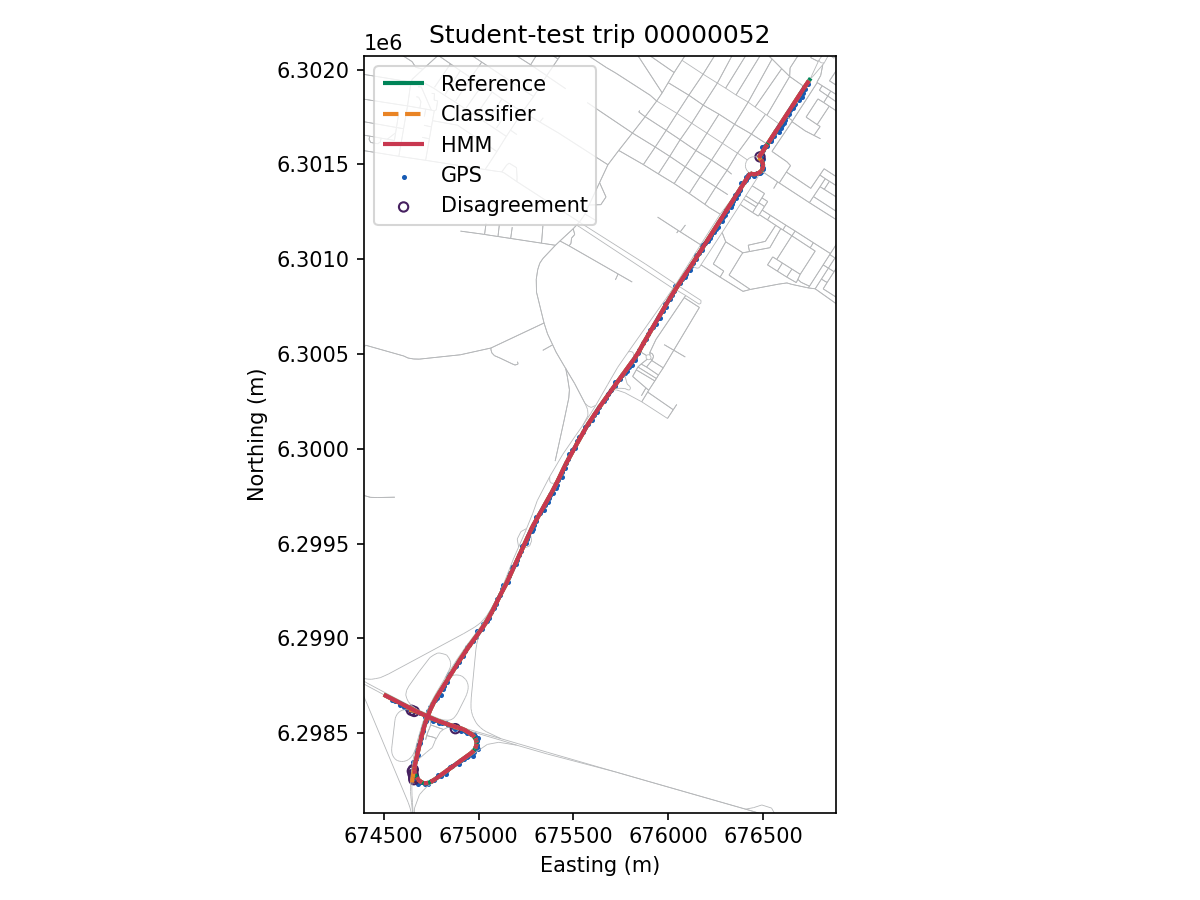 Student-test trip 00000052
1e6
Reference
Classifier
HMM
GPS
Disagreement
6.3020
6.3015
6.3010
6.3005
6.3000
6.2995
6.2990
6.2985
Northing (m)
674500 675000 675500 676000 676500
Easting (m)